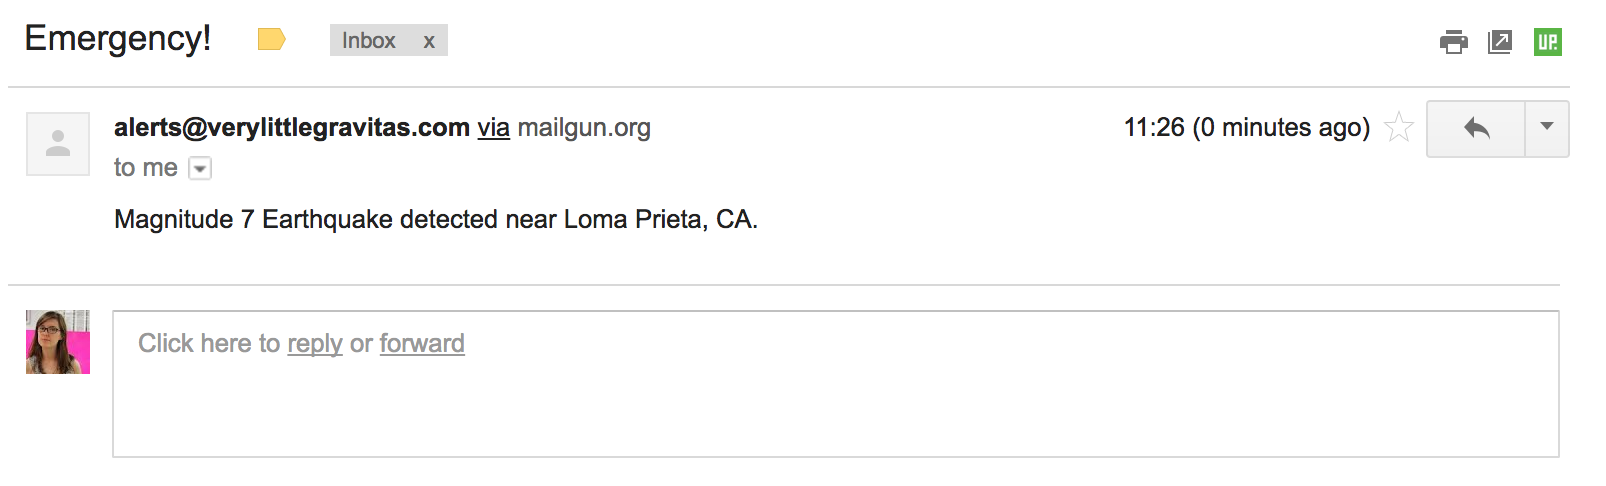 Emergency!
Inbox x
UP.
alerts@verylittlegravitas.com via mailgun.org
11:26 (0 minutes ago)
to me
Magnitude 7 Earthquake detected near Loma Prieta, CA.
Click here to reply or forward